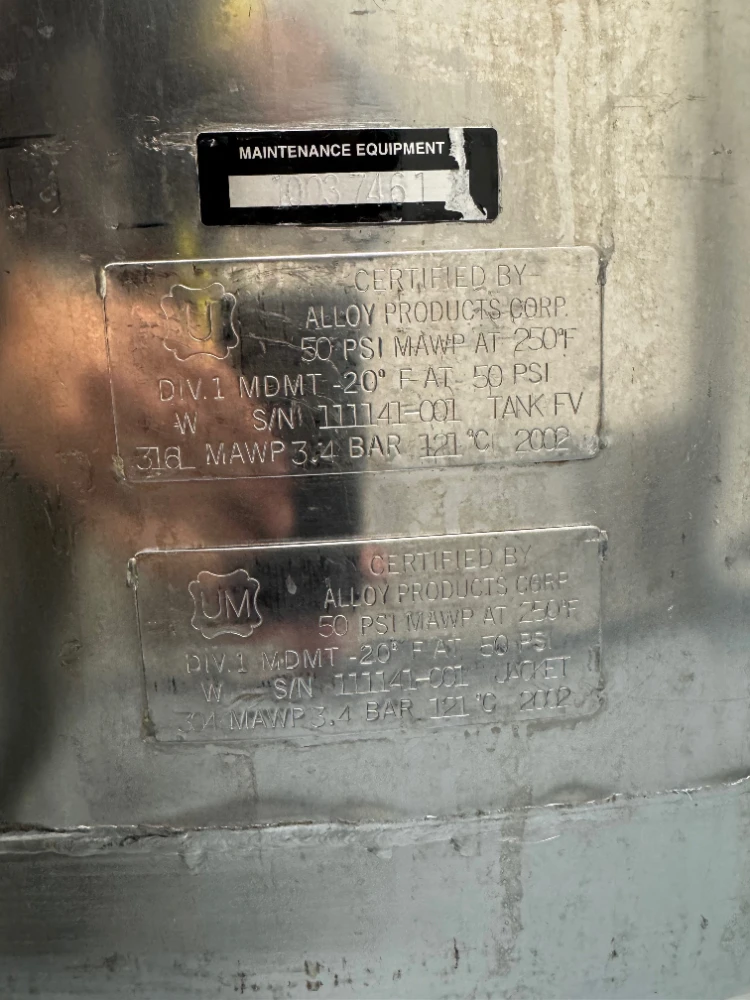 MAINTENANCE EQUIPMENT
10037461
CERTIFIED BY
U
ALLOY PRODUCTS CORP.
50 PSI MAWP AT 250°F
DIV.1 MDMT -20° F AT 50 PSI
W S/N 111141-001 TANK FV
316L MAWP 3.4 BAR 121 °C 2002
CERTIFIED BY
UM
ALLOY PRODUCTS CORP.
50 PSI MAWP AT 250°F
DIV.1 MDMT -20° F AT 50 PSI
W S/N 111141-001 JACKET
304 MAWP 3.4 BAR 121 °C 2002